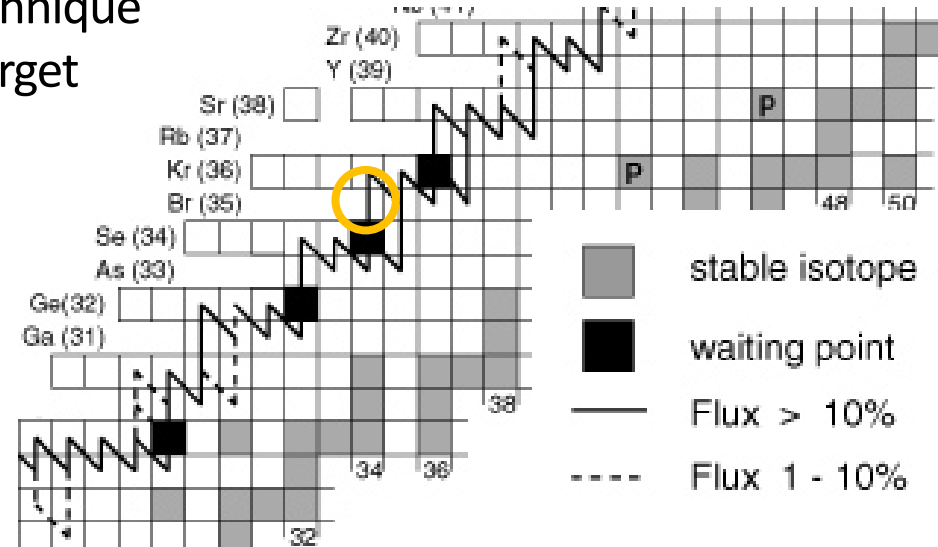 nnique
rget
Zr (40)
Y (39)
Sr (38)
P
Rb (37)
Kr (36)
P
Br (35)
48
50
Se (34)
As (33)
Ge(32)
Ga (31)
38
34
36
32
stable isotope
waiting point
Flux > 10%
Flux 1 - 10%